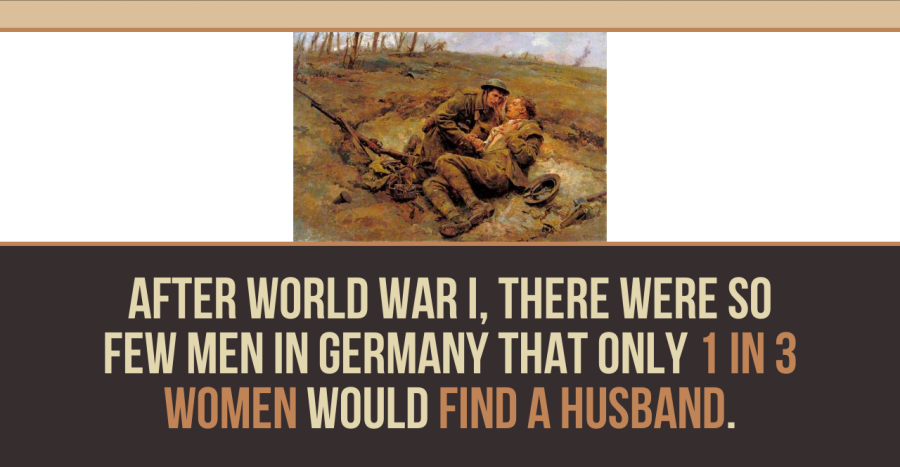 AFTER WORLD WAR I, THERE WERE SO
FEW MEN IN GERMANY THAT ONLY 1 IN 3
WOMEN WOULD FIND A HUSBAND.